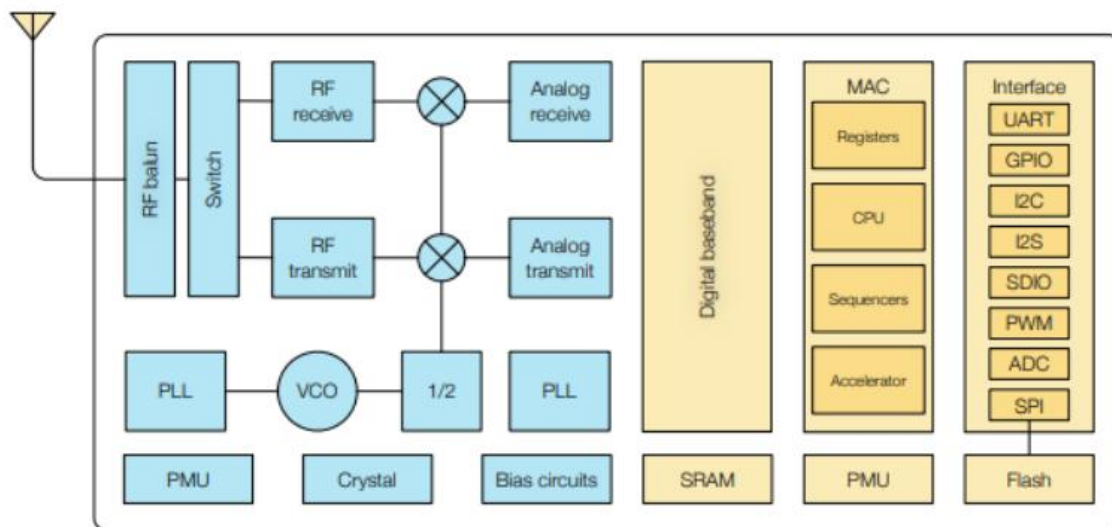 RF balun
Switch
RF
receive
Analog
receive
RF
transmit
Analog
transmit
PLL
VCO
1/2
PLL
PMU
Crystal
Bias circuits
Digital baseband
SRAM
MAC
Registers
CPU
Sequencers
Accelerator
PMU
Interface
UART
GPIO
I2C
I2S
SDIO
PWM
ADC
SPI
Flash